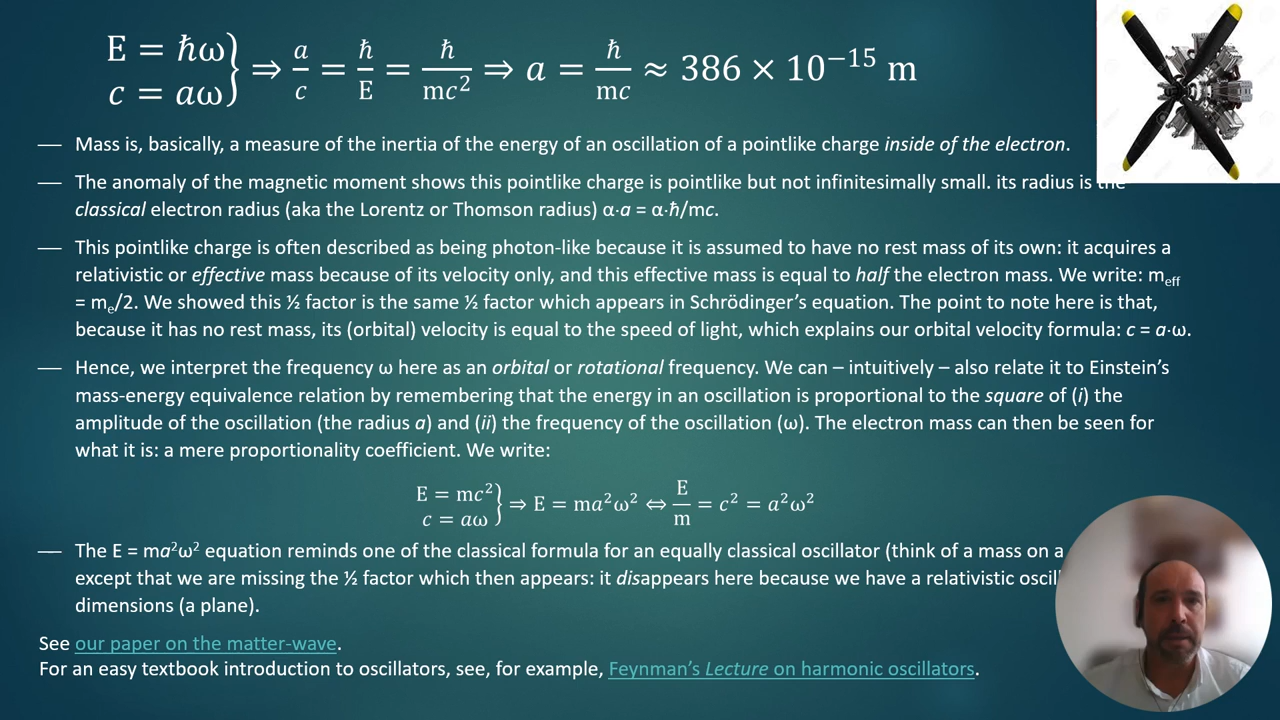 E = ℏω
c = aω
} ⇒ a/c = ℏ/E = ℏ/mc² ⇒ a = ℏ/mc ≈ 386 × 10⁻¹⁵ m
— Mass is, basically, a measure of the inertia of the energy of an oscillation of a pointlike charge inside of the electron.
— The anomaly of the magnetic moment shows this pointlike charge is pointlike but not infinitesimally small. its radius is the
classical electron radius (aka the Lorentz or Thomson radius) α·a = α·ℏ/mc.
— This pointlike charge is often described as being photon-like because it is assumed to have no rest mass of its own: it acquires a
relativistic or effective mass because of its velocity only, and this effective mass is equal to half the electron mass. We write: m_eff
= m_e/2. We showed this ½ factor is the same ½ factor which appears in Schrödinger’s equation. The point to note here is that,
because it has no rest mass, its (orbital) velocity is equal to the speed of light, which explains our orbital velocity formula: c = a·ω.
— Hence, we interpret the frequency ω here as an orbital or rotational frequency. We can – intuitively – also relate it to Einstein’s
mass-energy equivalence relation by remembering that the energy in an oscillation is proportional to the square of (i) the
amplitude of the oscillation (the radius a) and (ii) the frequency of the oscillation (ω). The electron mass can then be seen for
what it is: a mere proportionality coefficient. We write:
E = mc²
c = aω
} ⇒ E = ma²ω² ⇔ E/m = c² = a²ω²
— The E = ma²ω² equation reminds one of the classical formula for an equally classical oscillator (think of a mass on a
except that we are missing the ½ factor which then appears: it disappears here because we have a relativistic oscil
dimensions (a plane).
See our paper on the matter-wave.
For an easy textbook introduction to oscillators, see, for example, Feynman’s Lecture on harmonic oscillators.